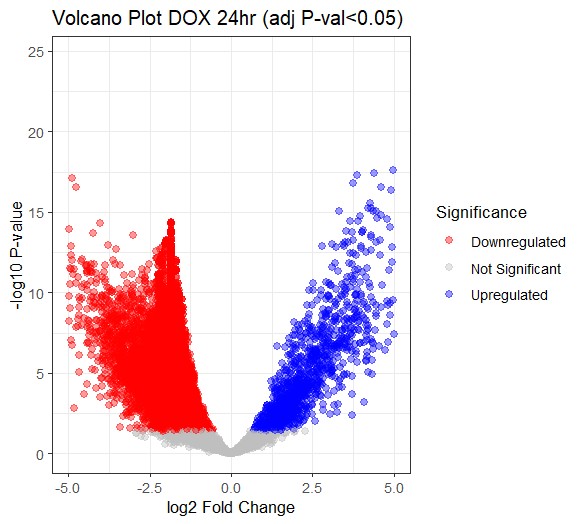 Volcano Plot DOX 24hr (adj P-val<0.05)
25
20
15
10
5
0
-log10 P-value
-5.0 -2.5 0.0 2.5 5.0
log2 Fold Change
Significance
Downregulated
Not Significant
Upregulated